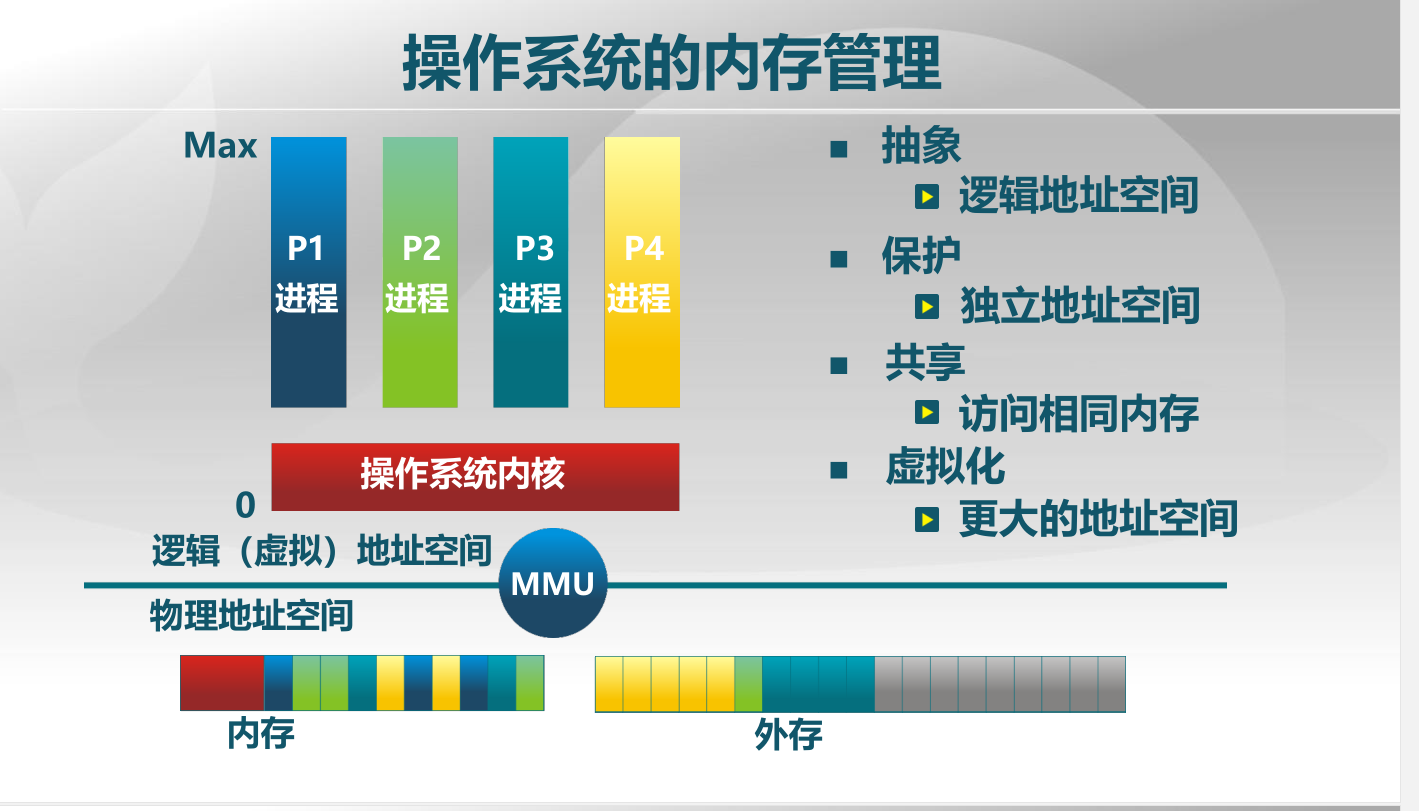 操作系统的内存管理
Max
P1
进程
P2
进程
P3
进程
P4
进程
操作系统内核
0
逻辑（虚拟）地址空间
MMU
物理地址空间
内存
外存
抽象
逻辑地址空间
保护
独立地址空间
共享
访问相同内存
虚拟化
更大的地址空间